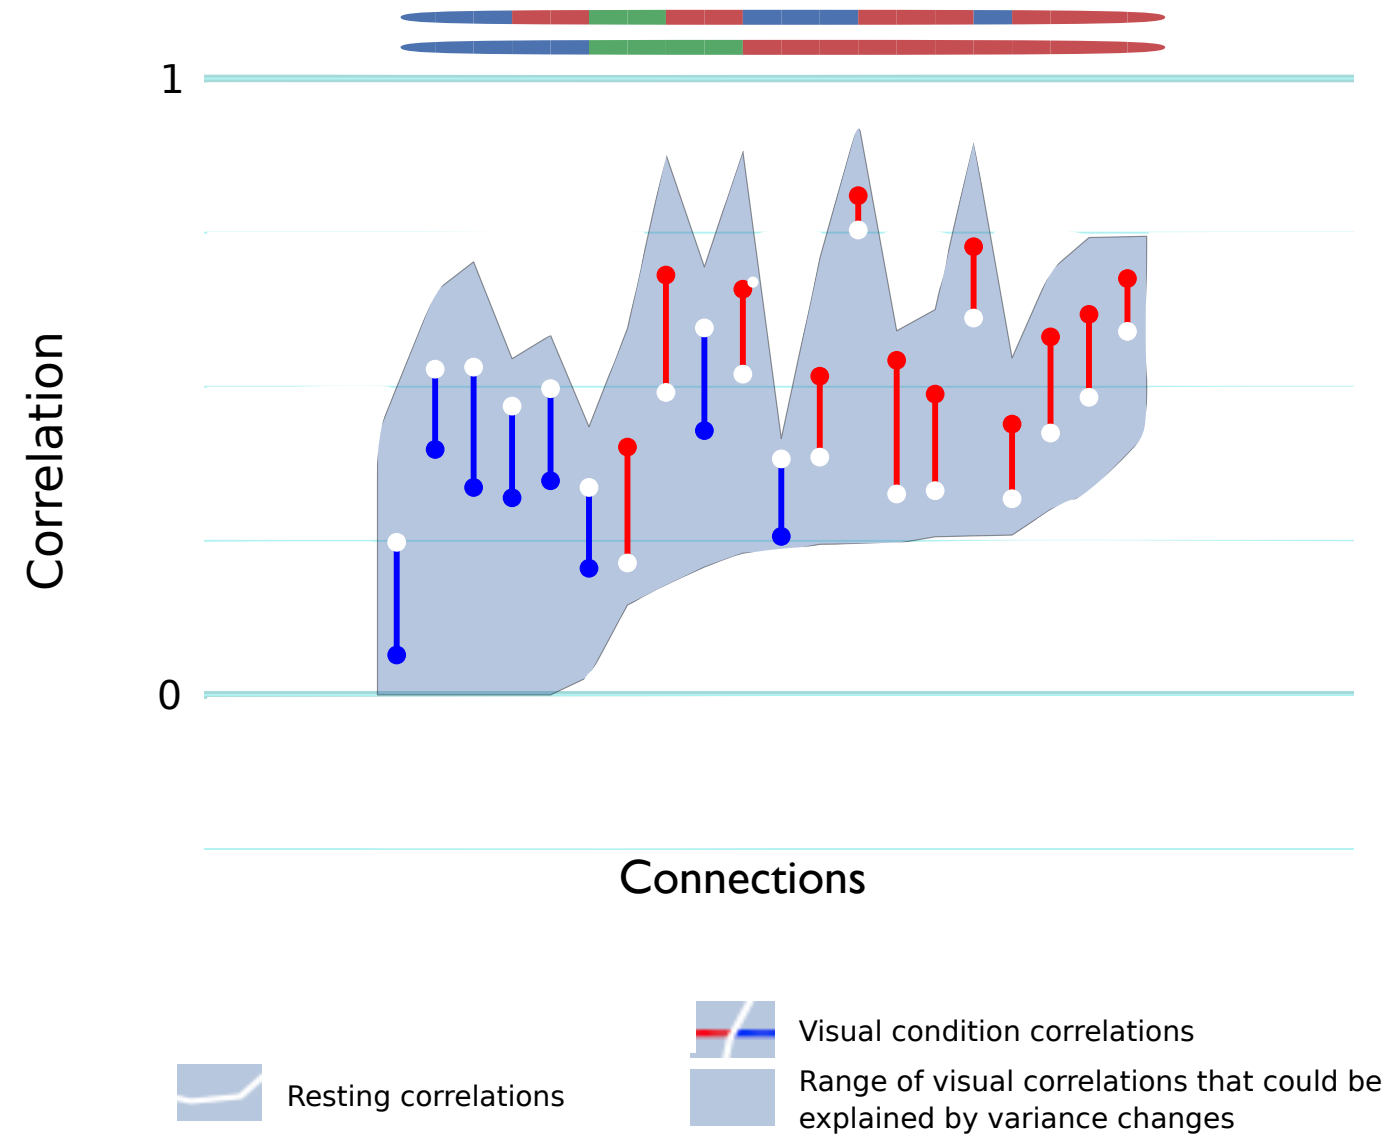 1
Correlation
0
Connections
Visual condition correlations
Resting correlations
Range of visual correlations that could be
explained by variance changes